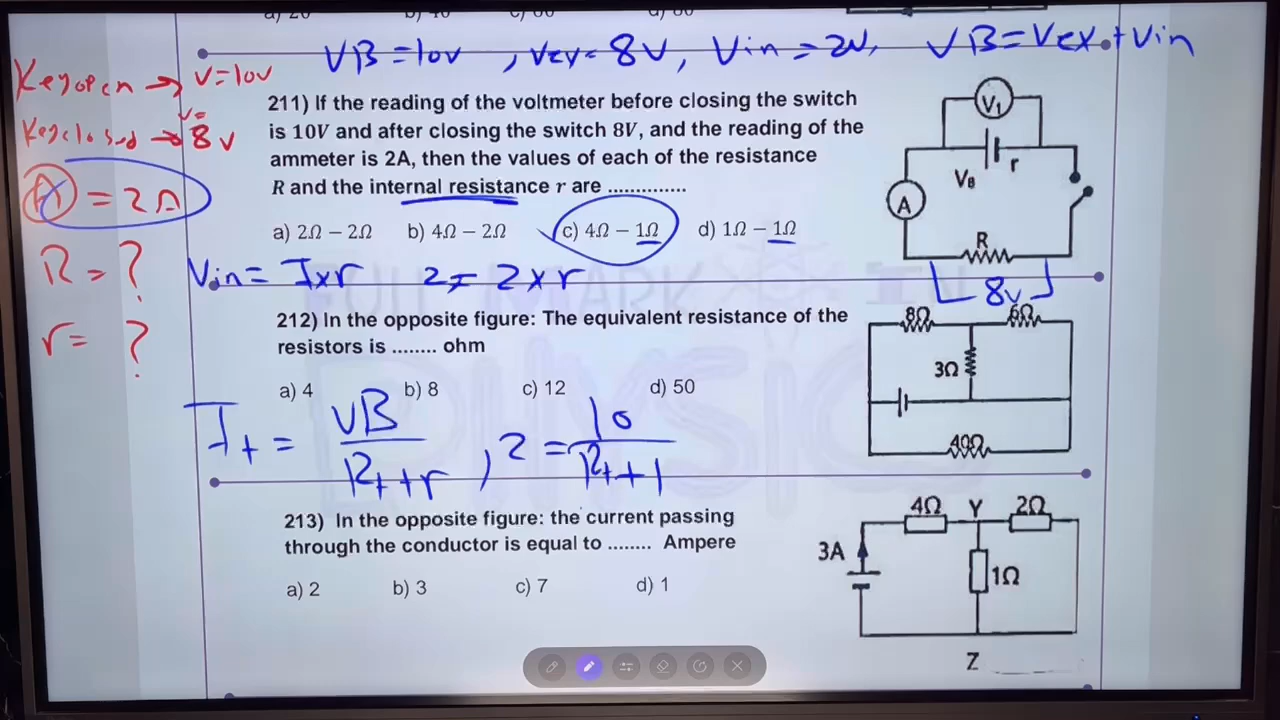 VB = 10v , Vex = 8V, Vin = 2V, VB = Vex + Vin
Key open → V = 10v
Key closed → V = 8v
A = 2A
R = ?
r = ?
211) If the reading of the voltmeter before closing the switch
is 10V and after closing the switch 8V, and the reading of the
ammeter is 2A, then the values of each of the resistance
R and the internal resistance r are ..............
a) 2Ω – 2Ω b) 4Ω – 2Ω c) 4Ω – 1Ω d) 1Ω – 1Ω
V1
VB r
A
R
8v
Vin = I×r 2 = 2×r
212) In the opposite figure: The equivalent resistance of the
resistors is ........ ohm
a) 4 b) 8 c) 12 d) 50
8Ω 6Ω
3Ω
40Ω
It = VB / Rt + r , 2 = 10 / Rt + 1
213) In the opposite figure: the current passing
through the conductor is equal to ........ Ampere
a) 2 b) 3 c) 7 d) 1
4Ω Y 2Ω
3A
1Ω
Z